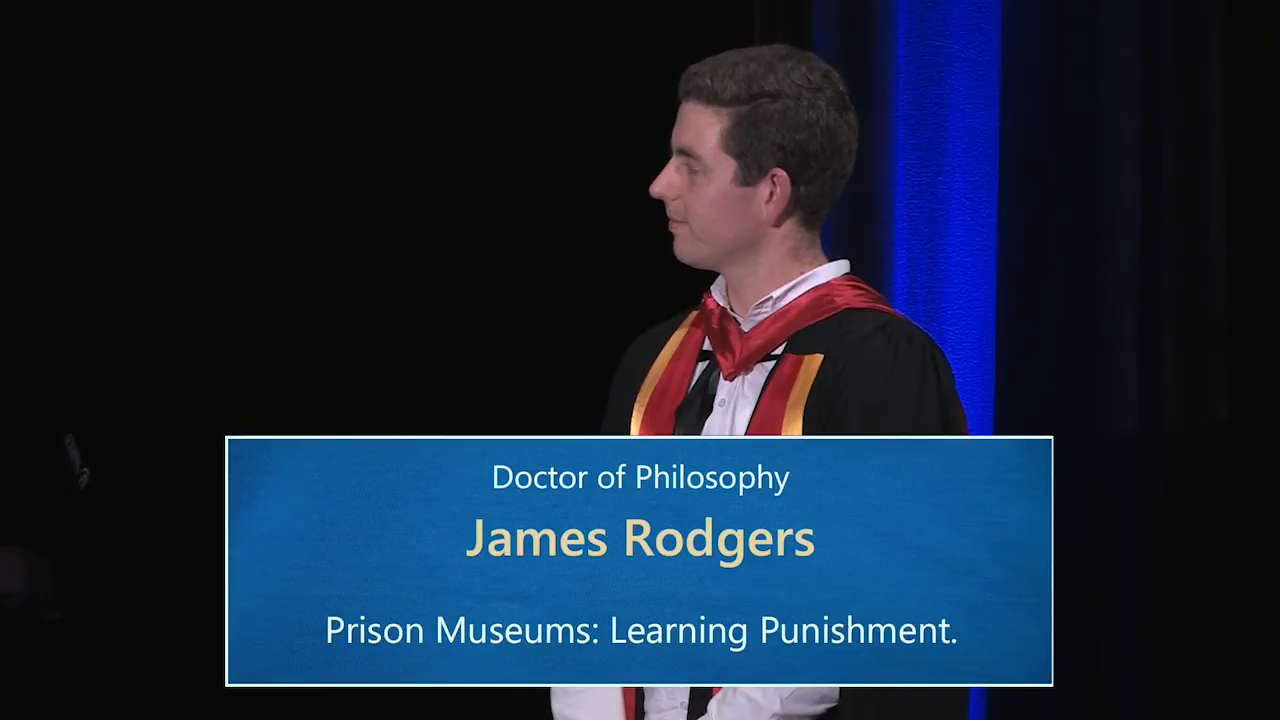 Doctor of Philosophy
James Rodgers
Prison Museums: Learning Punishment.